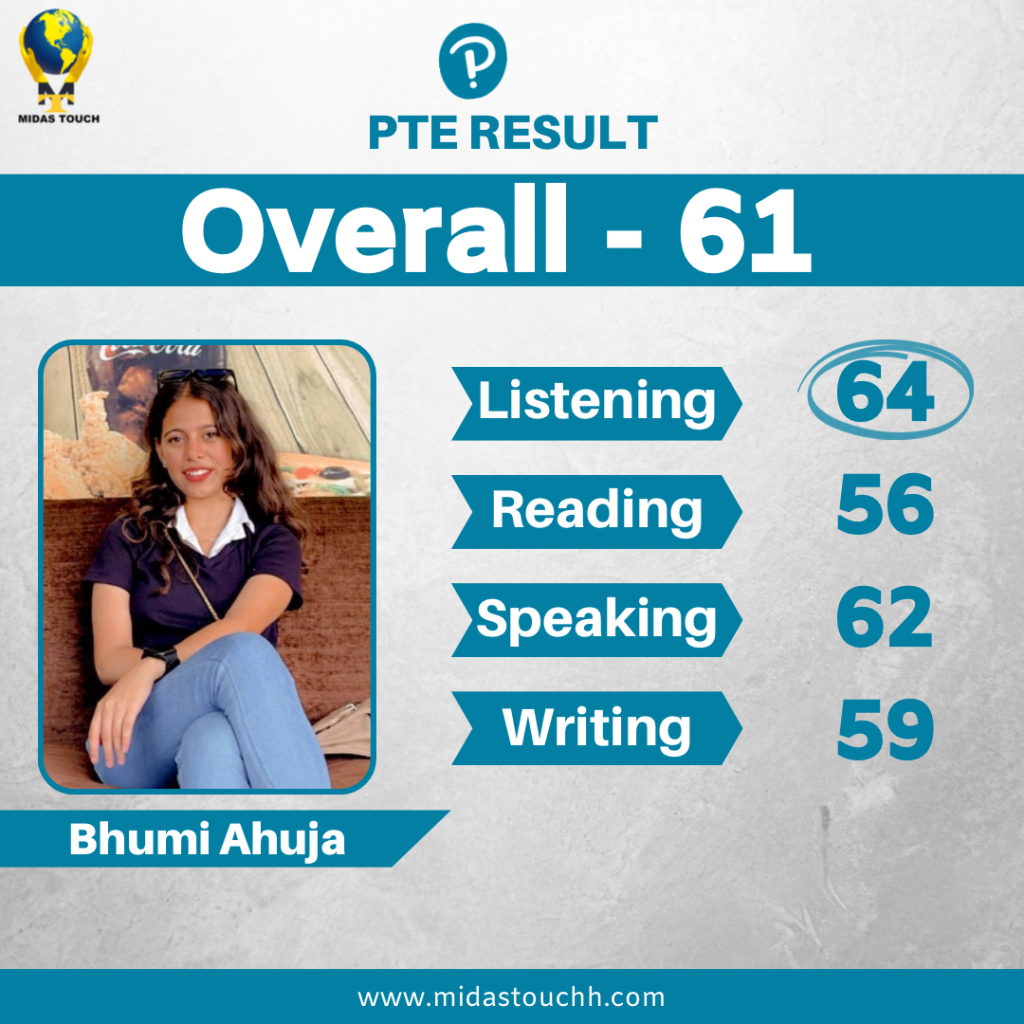 MIDAS TOUCH
PTE RESULT
Overall - 61
Listening 64
Reading 56
Speaking 62
Writing 59
Bhumi Ahuja
www.midastouchh.com